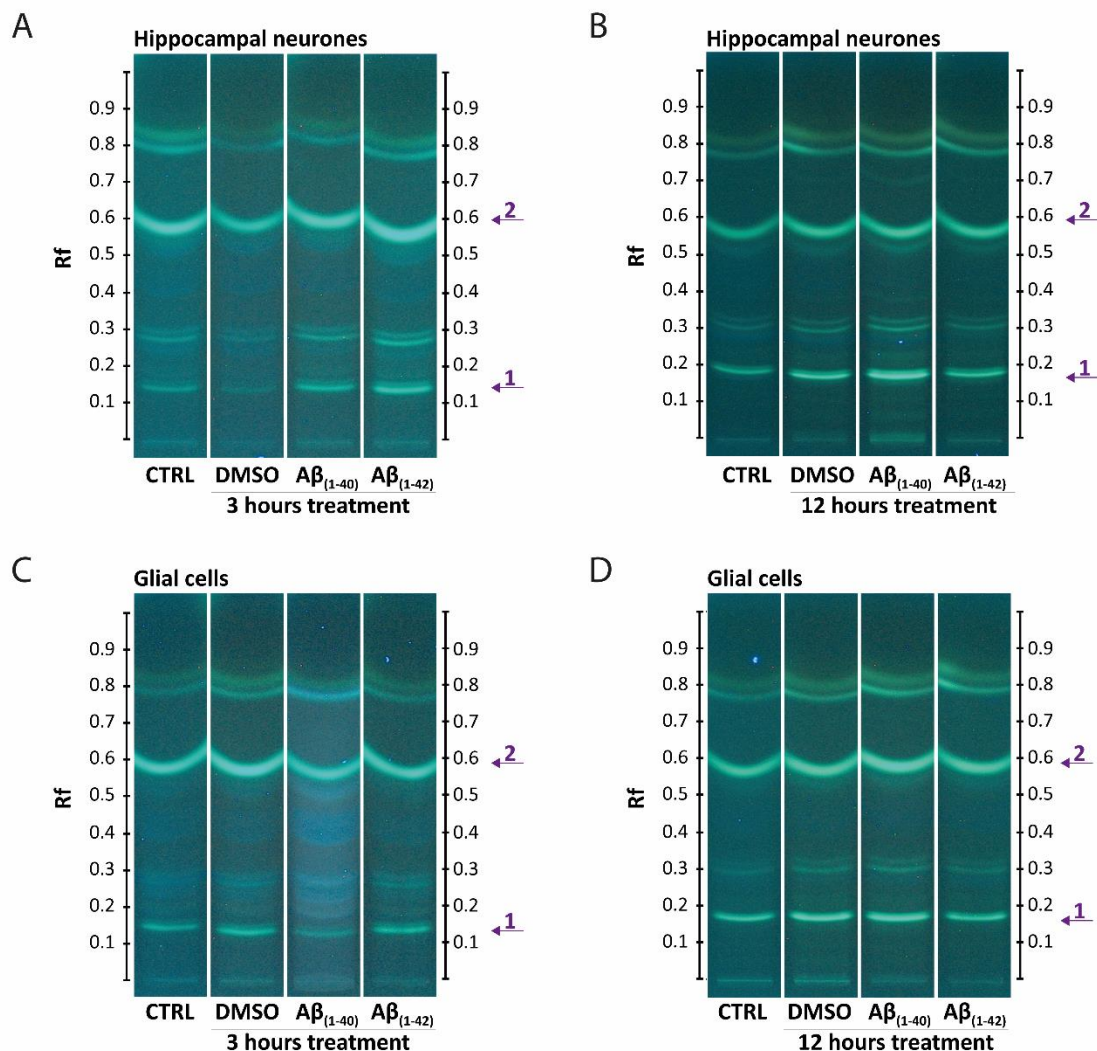 A
Hippocampal neurones
0.9 0.9
0.8 0.8
0.7 0.7
0.6 0.6 2
0.5 0.5
Rf
0.4 0.4
0.3 0.3
0.2 0.2
0.1 0.1 1
CTRL DMSO Aβ(1-40) Aβ(1-42)
3 hours treatment
B
Hippocampal neurones
0.9 0.9
0.8 0.8
0.7 0.7
0.6 0.6 2
0.5 0.5
Rf
0.4 0.4
0.3 0.3
0.2 0.2
0.1 0.1 1
CTRL DMSO Aβ(1-40) Aβ(1-42)
12 hours treatment
C
Glial cells
0.9 0.9
0.8 0.8
0.7 0.7
0.6 0.6 2
0.5 0.5
Rf
0.4 0.4
0.3 0.3
0.2 0.2
0.1 0.1 1
CTRL DMSO Aβ(1-40) Aβ(1-42)
3 hours treatment
D
Glial cells
0.9 0.9
0.8 0.8
0.7 0.7
0.6 0.6 2
0.5 0.5
Rf
0.4 0.4
0.3 0.3
0.2 0.2
0.1 0.1 1
CTRL DMSO Aβ(1-40) Aβ(1-42)
12 hours treatment